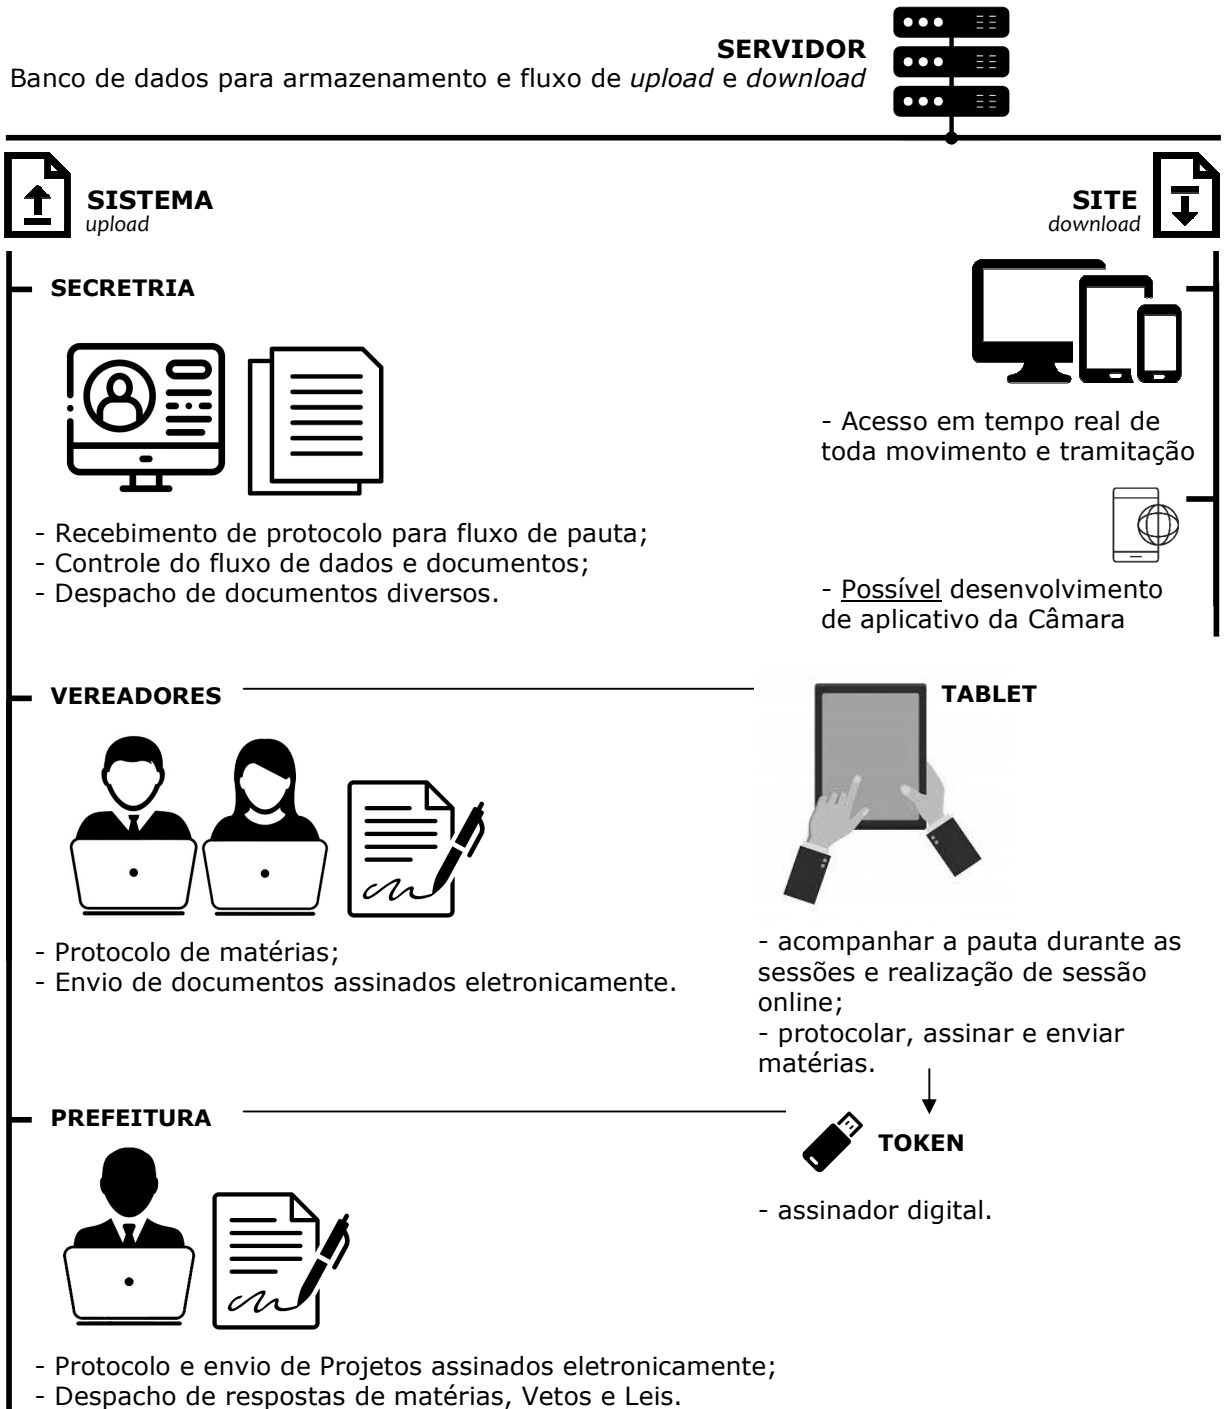 SERVIDOR
Banco de dados para armazenamento e fluxo de upload e download
SISTEMA
upload
SITE
download
SECRETRIA
- Acesso em tempo real de
toda movimento e tramitação
- Recebimento de protocolo para fluxo de pauta;
- Controle do fluxo de dados e documentos;
- Despacho de documentos diversos.
- Possível desenvolvimento
de aplicativo da Câmara
VEREADORES
TABLET
- Protocolo de matérias;
- Envio de documentos assinados eletronicamente.
- acompanhar a pauta durante as
sessões e realização de sessão
online;
- protocolar, assinar e enviar
matérias.
PREFEITURA
TOKEN
- assinador digital.
- Protocolo e envio de Projetos assinados eletronicamente;
- Despacho de respostas de matérias, Vetos e Leis.